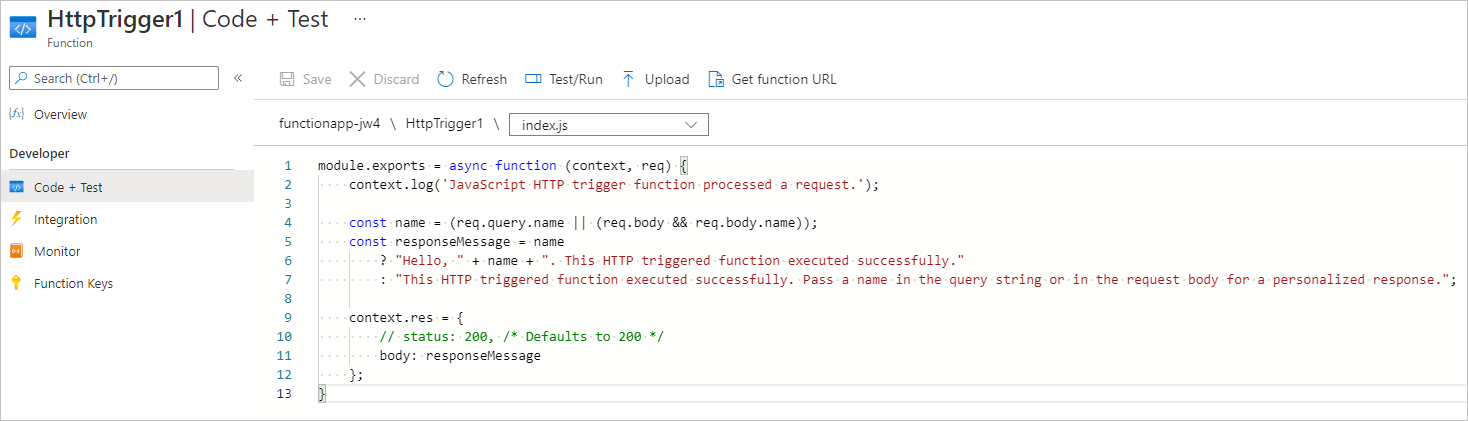 HttpTrigger1 | Code + Test ...
Function
Search (Ctrl+/) «
Overview
Developer
Code + Test
Integration
Monitor
Function Keys
Save Discard Refresh Test/Run Upload Get function URL
functionapp-jw4 \ HttpTrigger1 \ index.js
1 module.exports = async function (context, req) {
2     context.log('JavaScript HTTP trigger function processed a request.');
3
4     const name = (req.query.name || (req.body && req.body.name));
5     const responseMessage = name
6         ? "Hello, " + name + ". This HTTP triggered function executed successfully."
7         : "This HTTP triggered function executed successfully. Pass a name in the query string or in the request body for a personalized response.";
8
9     context.res = {
10         // status: 200, /* Defaults to 200 */
11         body: responseMessage
12     };
13 }